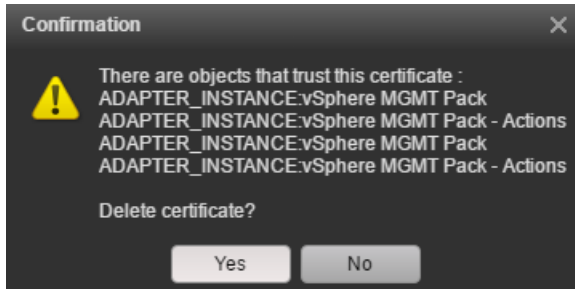 Confirmation
There are objects that trust this certificate :
ADAPTER_INSTANCE:vSphere MGMT Pack
ADAPTER_INSTANCE:vSphere MGMT Pack - Actions
ADAPTER_INSTANCE:vSphere MGMT Pack
ADAPTER_INSTANCE:vSphere MGMT Pack - Actions
Delete certificate?
Yes No